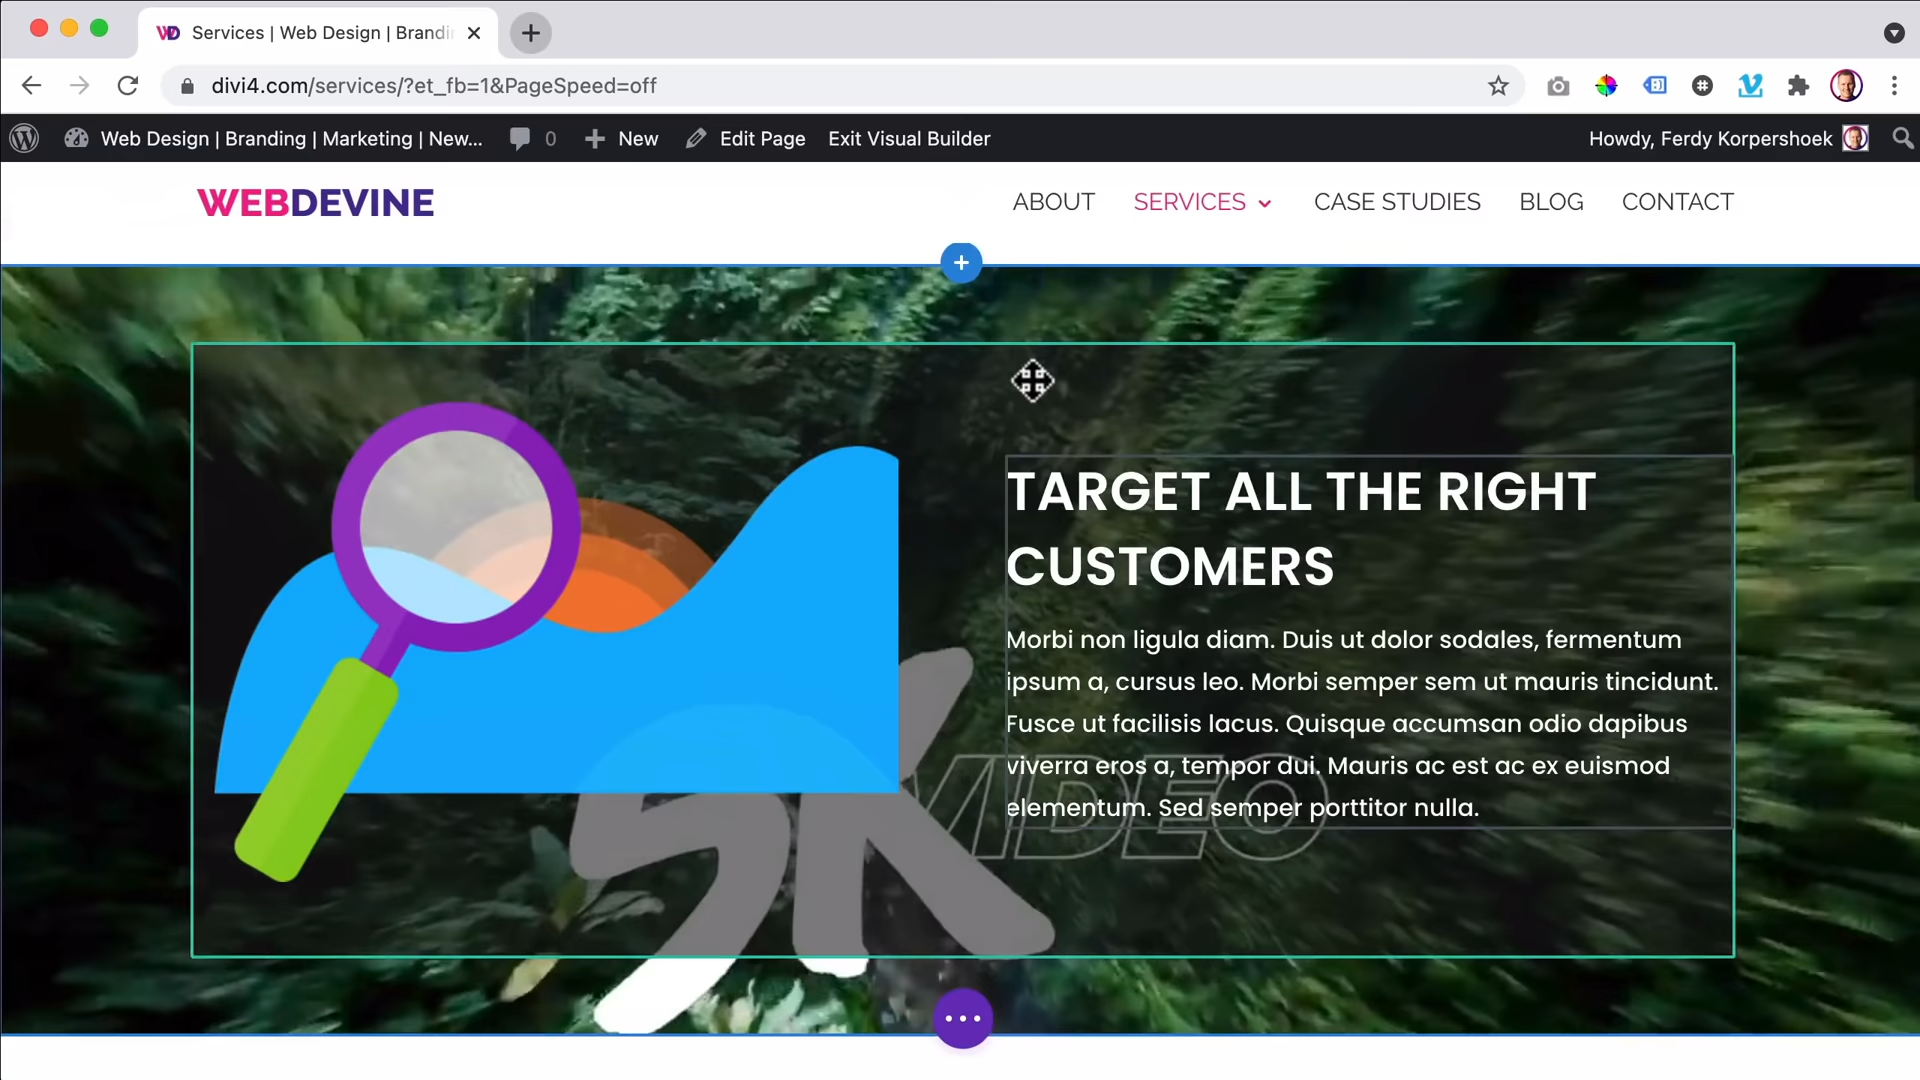 Services | Web Design | Brandin
divi4.com/services/?et_fb=1&PageSpeed=off
Web Design | Branding | Marketing | New... 0 New Edit Page Exit Visual Builder Howdy, Ferdy Korpershoek
WEBDEVINE ABOUT SERVICES CASE STUDIES BLOG CONTACT
TARGET ALL THE RIGHT
CUSTOMERS
Morbi non ligula diam. Duis ut dolor sodales, fermentum
ipsum a, cursus leo. Morbi semper sem ut mauris tincidunt.
Fusce ut facilisis lacus. Quisque accumsan odio dapibus
viverra eros a, tempor dui. Mauris ac est ac ex euismod
elementum. Sed semper porttitor nulla.
5K VIDEO